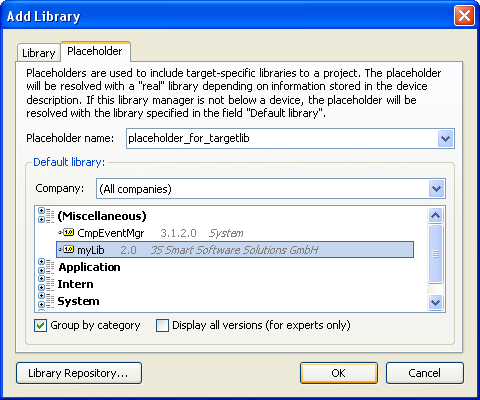 Add Library
Library
Placeholder
Placeholders are used to include target-specific libraries to a project. The placeholder
will be resolved with a "real" library depending on information stored in the device
description. If this library manager is not below a device, the placeholder will be
resolved with the library specified in the field "Default library".
Placeholder name: placeholder_for_targetlib
Default library:
Company: (All companies)
(Miscellaneous)
1.0 CmpEventMgr 3.1.2.0 System
1.0 myLib 2.0 3S Smart Software Solutions GmbH
Application
Intern
System
Group by category Display all versions (for experts only)
Library Repository... OK Cancel